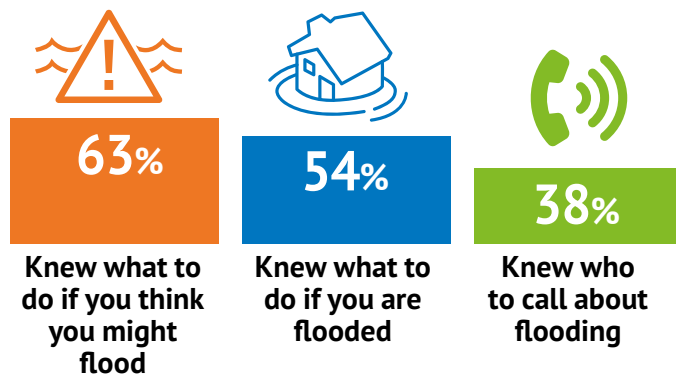 63%
Knew what to
do if you think
you might
flood
54%
Knew what to
do if you are
flooded
38%
Knew who
to call about
flooding